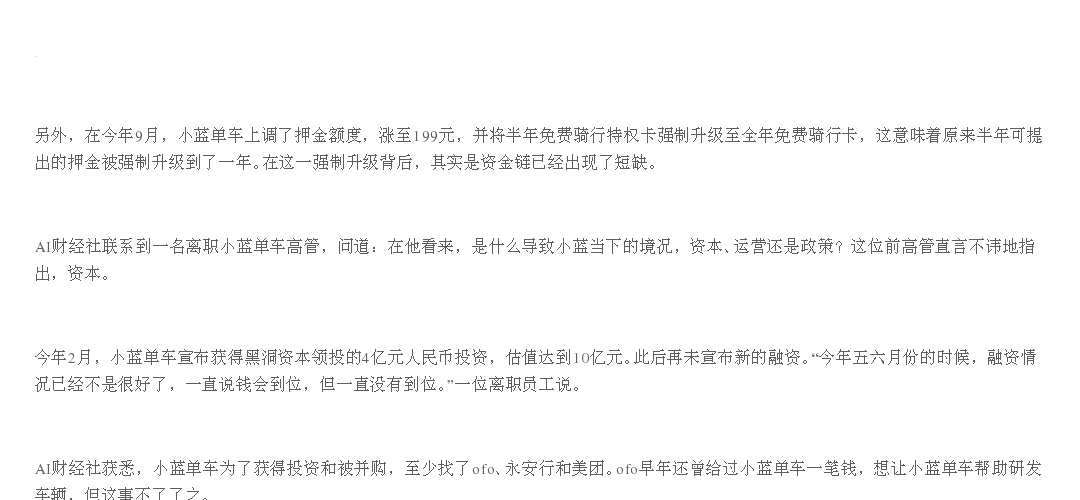 另外，在今年9月，小蓝单车上调了押金额度，涨至199元，并将半年免费骑行特权卡强制升级至全年免费骑行卡，这意味着原来半年可提
出的押金被强制升级到了一年。在这一强制升级背后，其实是资金链已经出现了短缺。
AI财经社联系到一名离职小蓝单车高管，问道：在他看来，是什么导致小蓝当下的境况，资本、运营还是政策？这位前高管直言不讳地指
出，资本。
今年2月，小蓝单车宣布获得黑洞资本领投的4亿元人民币投资，估值达到10亿元。此后再未宣布新的融资。“今年五六月份的时候，融资情
况已经不是很好了，一直说钱会到位，但一直没有到位。”一位离职员工说。
AI财经社获悉，小蓝单车为了获得投资和被并购，至少找了ofo、永安行和美团。ofo早年还曾给过小蓝单车一笔钱，想让小蓝单车帮助研发
车辆，但这事不了了之。